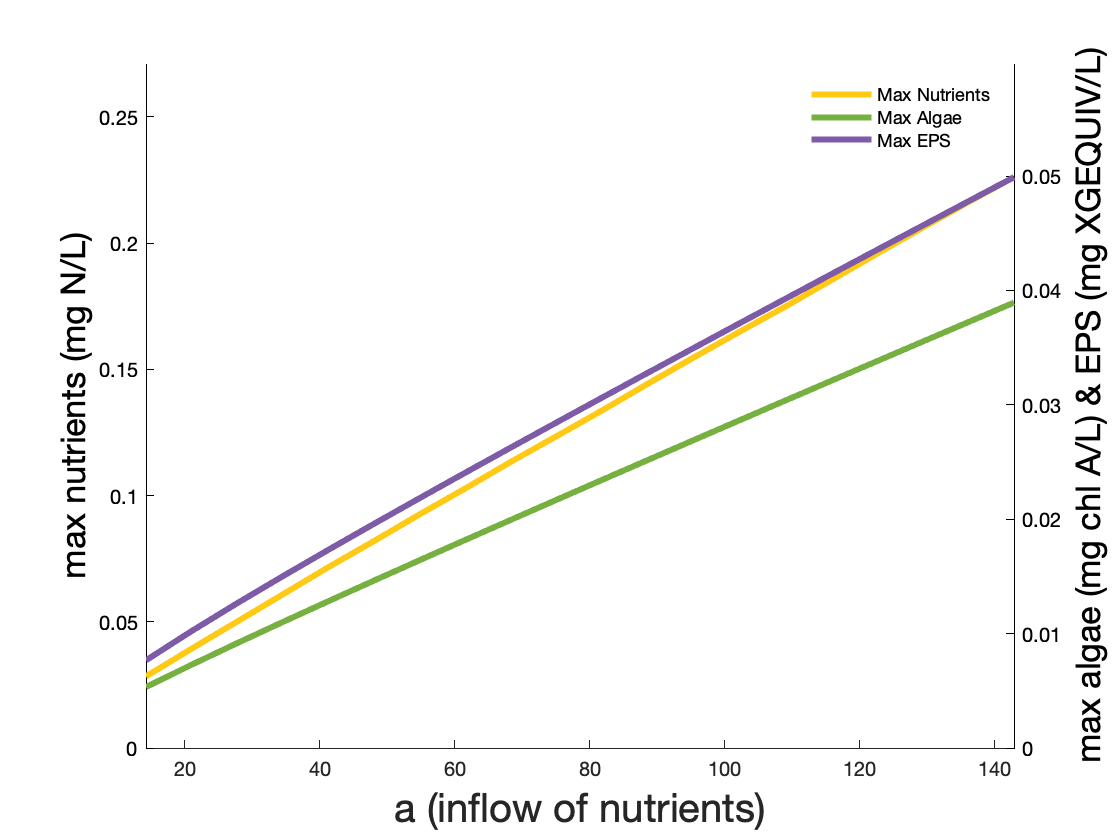 Max Nutrients
Max Algae
Max EPS
max nutrients (mg N/L)
0.25
0.2
0.15
0.1
0.05
0
0.05
0.04
0.03
0.02
0.01
0
max algae (mg chl A/L) & EPS (mg XGEQUIV/L)
20 40 60 80 100 120 140
a (inflow of nutrients)